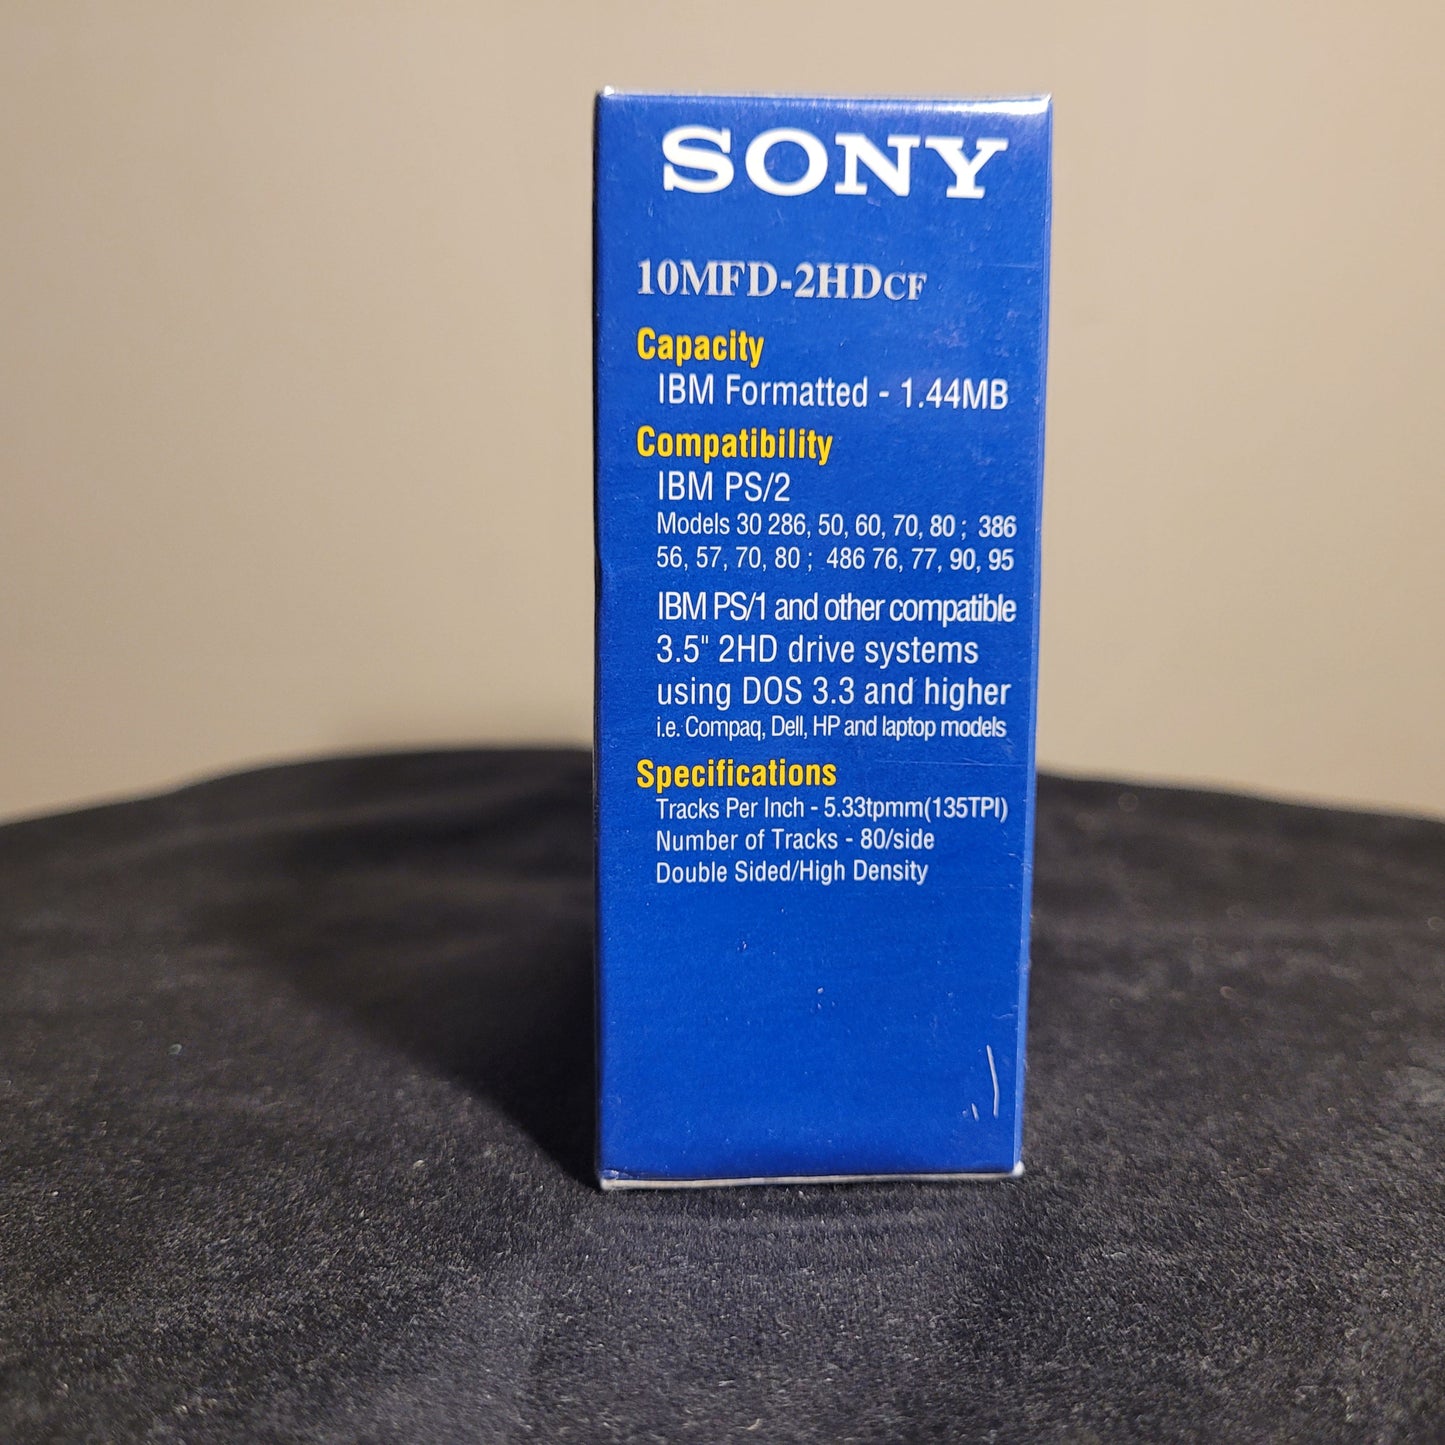 SONY
10MFD-2HDCF
Capacity
IBM Formatted - 1.44MB
Compatibility
IBM PS/2
Models 30 286, 50, 60, 70, 80 ; 386
56, 57, 70, 80 ; 486 76, 77, 90, 95
IBM PS/1 and other compatible
3.5" 2HD drive systems
using DOS 3.3 and higher
i.e. Compaq, Dell, HP and laptop models
Specifications
Tracks Per Inch - 5.33tpmm(135TPI)
Number of Tracks - 80/side
Double Sided/High Density